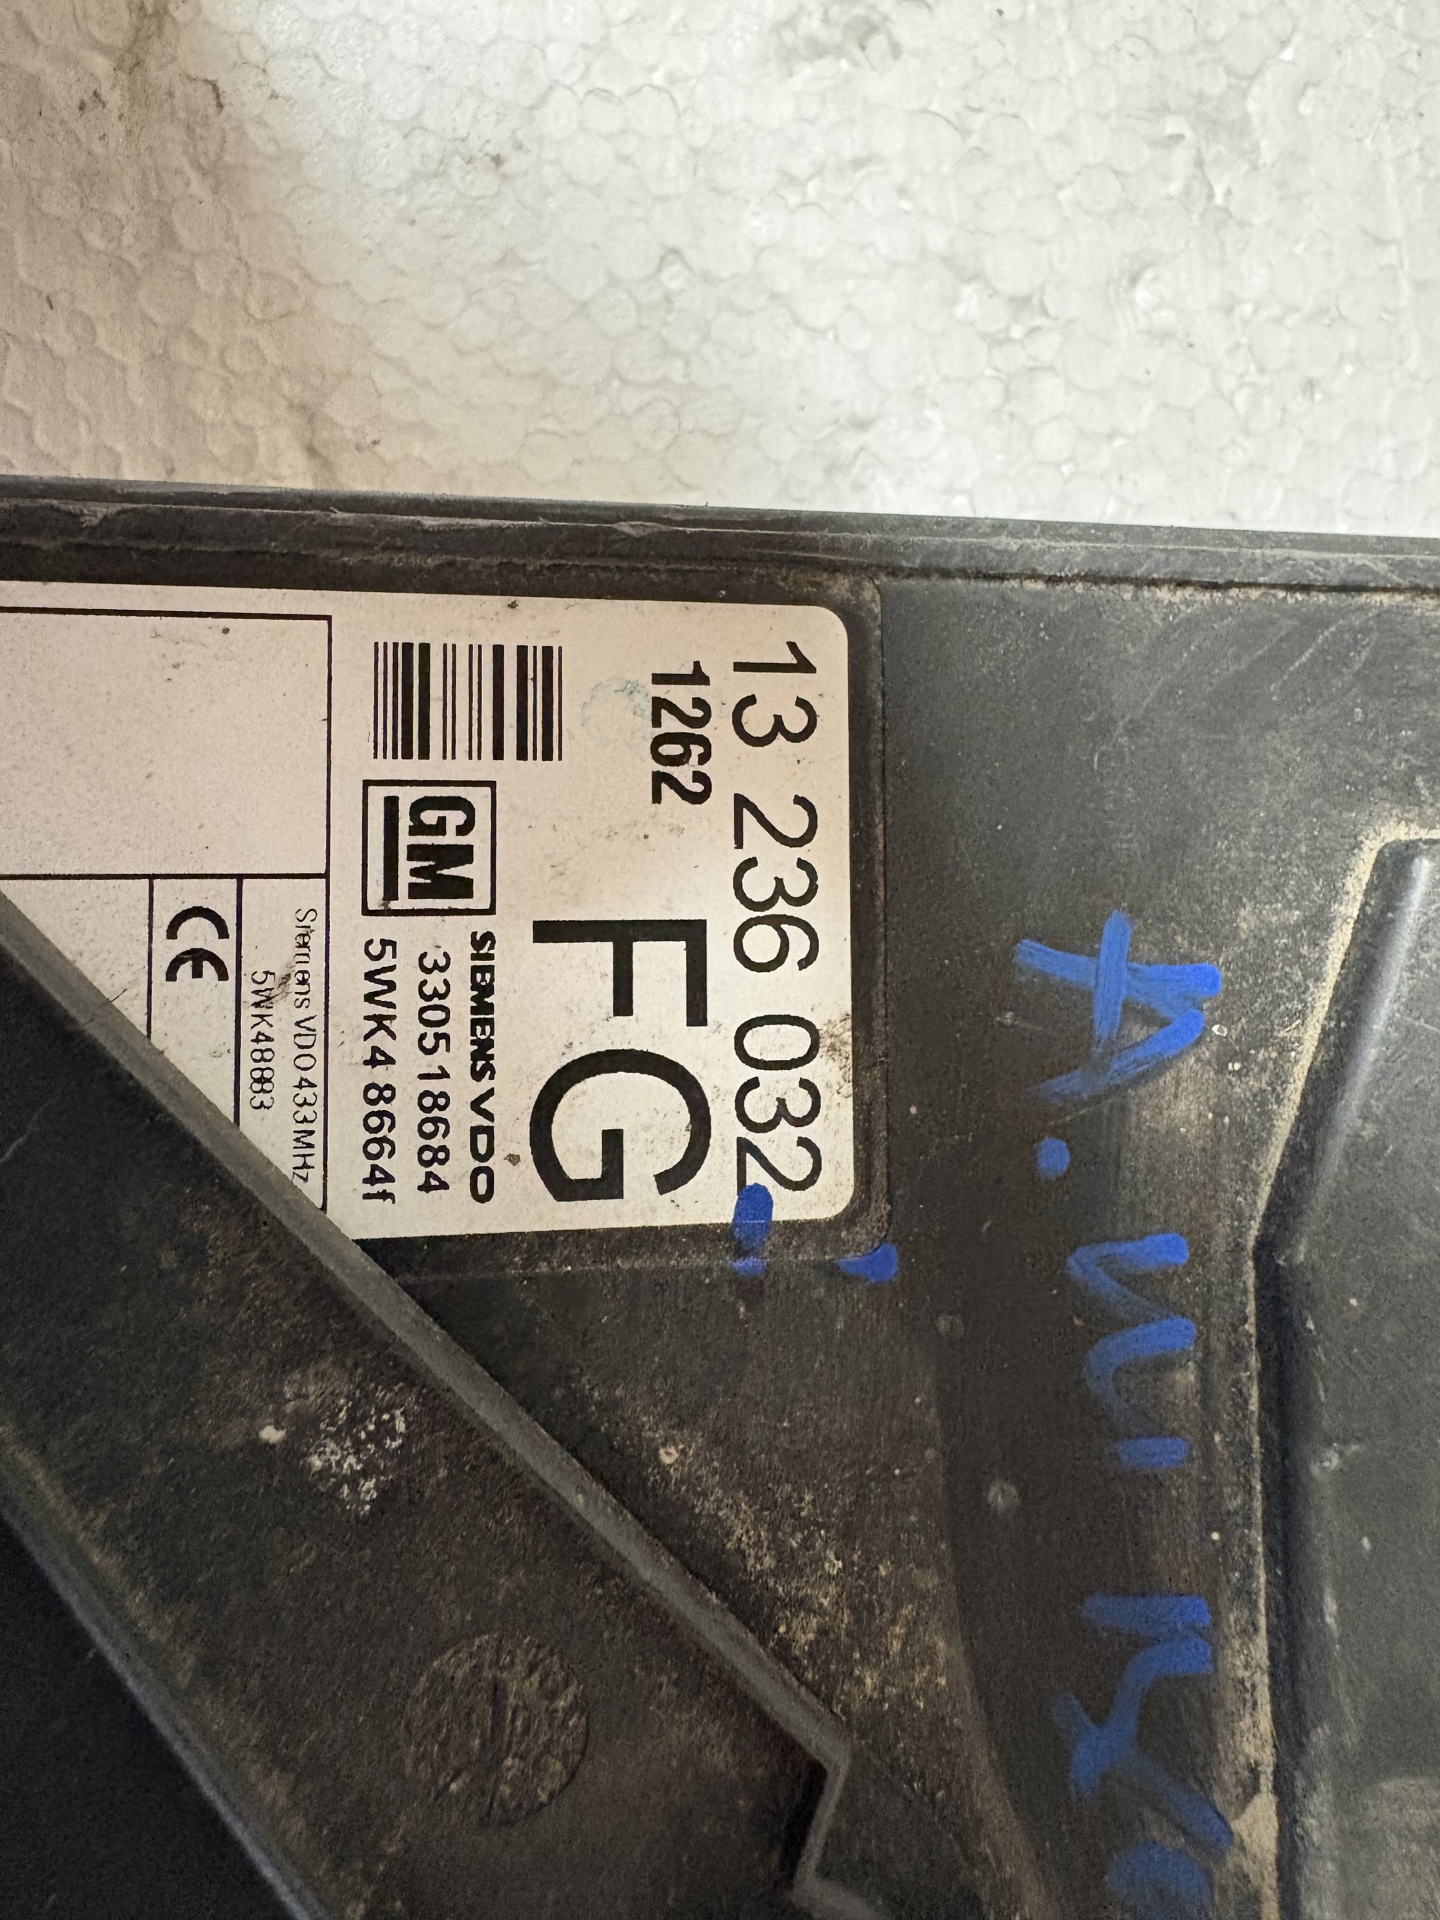 13 236 032
1262
FG
GM
SIEMENS VDO
330518684
5WK4 8664f
Siemens VDO 433MHz
5WK48883
CE